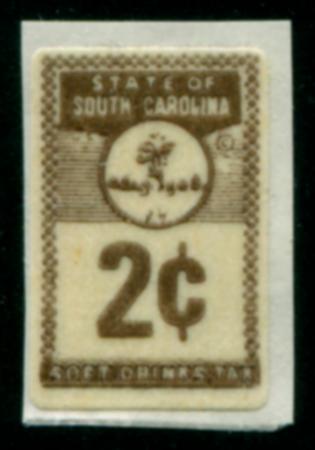 STATE OF
SOUTH CAROLINA
©
2¢
SOFT DRINKS TAX